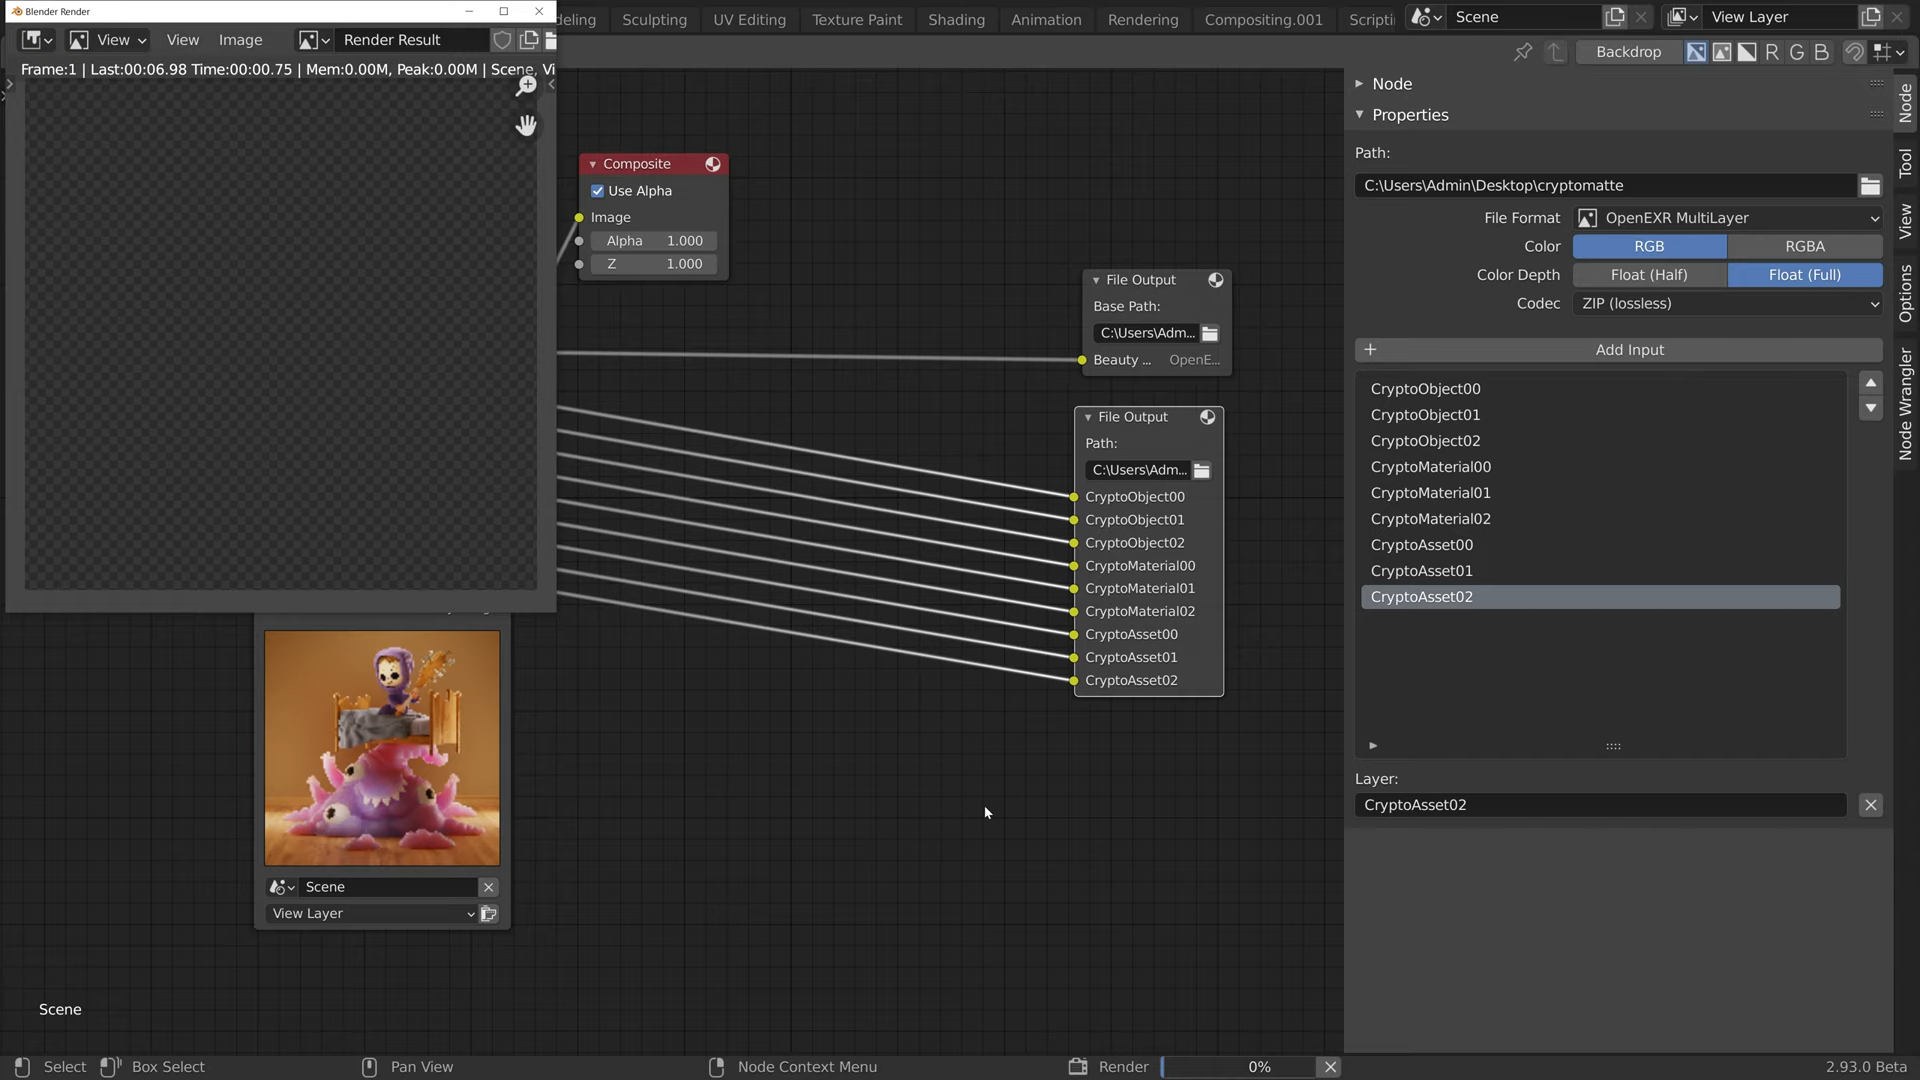 Blender Render
View
View
Image
Render Result
Frame:1 | Last:00:06.98 Time:00:00.75 | Mem:0.00M, Peak:0.00M | Scene, Vi
Sculpting
UV Editing
Texture Paint
Shading
Animation
Rendering
Compositing.001
Scripti
Scene
View Layer
Backdrop
R G B
Composite
Use Alpha
Image
Alpha 1.000
Z 1.000
File Output
Base Path:
C:\Users\Adm...
Beauty ... OpenE...
File Output
Path:
C:\Users\Adm...
CryptoObject00
CryptoObject01
CryptoObject02
CryptoMaterial00
CryptoMaterial01
CryptoMaterial02
CryptoAsset00
CryptoAsset01
CryptoAsset02
Scene
View Layer
Scene
Node
Properties
Path:
C:\Users\Admin\Desktop\cryptomatte
File Format OpenEXR MultiLayer
Color RGB RGBA
Color Depth Float (Half) Float (Full)
Codec ZIP (lossless)
Add Input
CryptoObject00
CryptoObject01
CryptoObject02
CryptoMaterial00
CryptoMaterial01
CryptoMaterial02
CryptoAsset00
CryptoAsset01
CryptoAsset02
Layer:
CryptoAsset02
Node
Tool
View
Options
Node Wrangler
Select
Box Select
Pan View
Node Context Menu
Render
0%
2.93.0 Beta